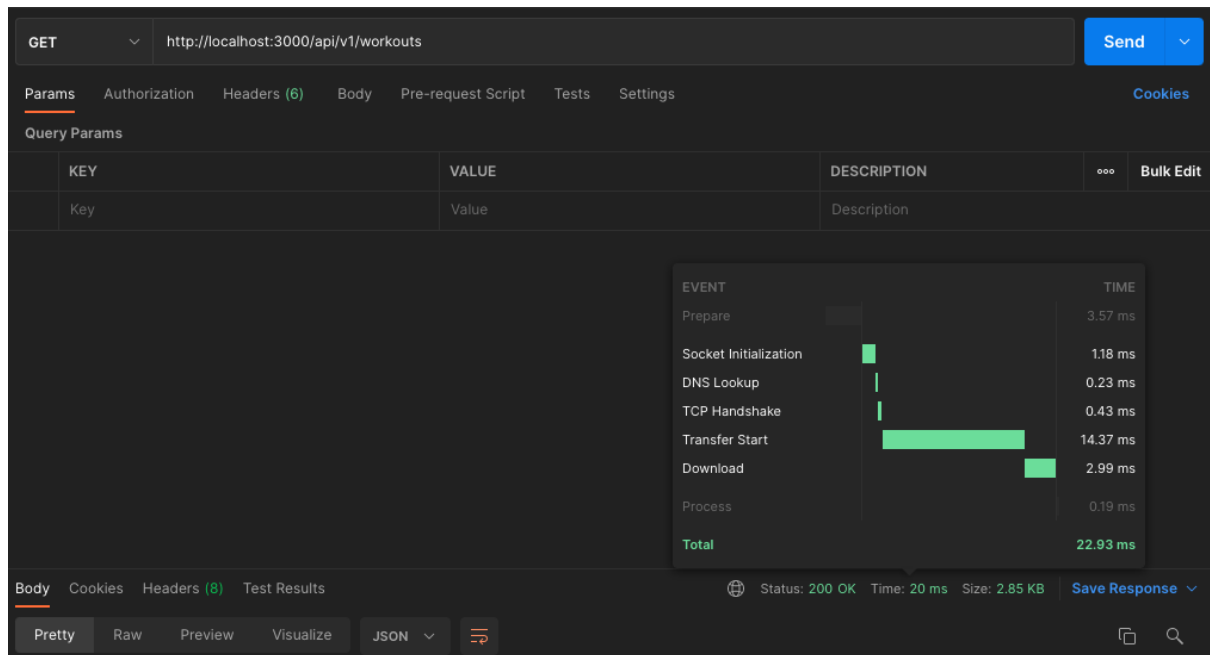 GET http://localhost:3000/api/v1/workouts Send
Params Authorization Headers (6) Body Pre-request Script Tests Settings Cookies
Query Params
KEY VALUE DESCRIPTION ooo Bulk Edit
Key Value Description
EVENT TIME
Prepare 3.57 ms
Socket Initialization 1.18 ms
DNS Lookup 0.23 ms
TCP Handshake 0.43 ms
Transfer Start 14.37 ms
Download 2.99 ms
Process 0.19 ms
Total 22.93 ms
Body Cookies Headers (8) Test Results Status: 200 OK Time: 20 ms Size: 2.85 KB Save Response
Pretty Raw Preview Visualize JSON